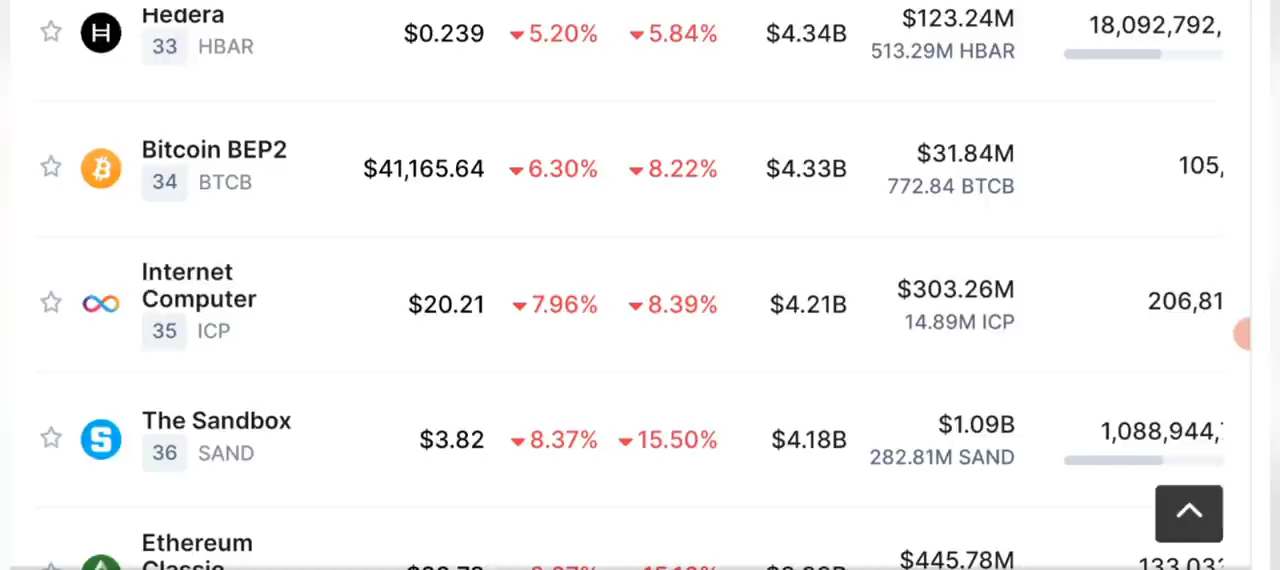 Hedera
33 HBAR
$0.239 5.20% 5.84% $4.34B
$123.24M
513.29M HBAR
18,092,792,
Bitcoin BEP2
34 BTCB
$41,165.64 6.30% 8.22% $4.33B
$31.84M
772.84 BTCB
105,
Internet
Computer
35 ICP
$20.21 7.96% 8.39% $4.21B
$303.26M
14.89M ICP
206,81
The Sandbox
36 SAND
$3.82 8.37% 15.50% $4.18B
$1.09B
282.81M SAND
1,088,944,
Ethereum
Classic
$445.78M